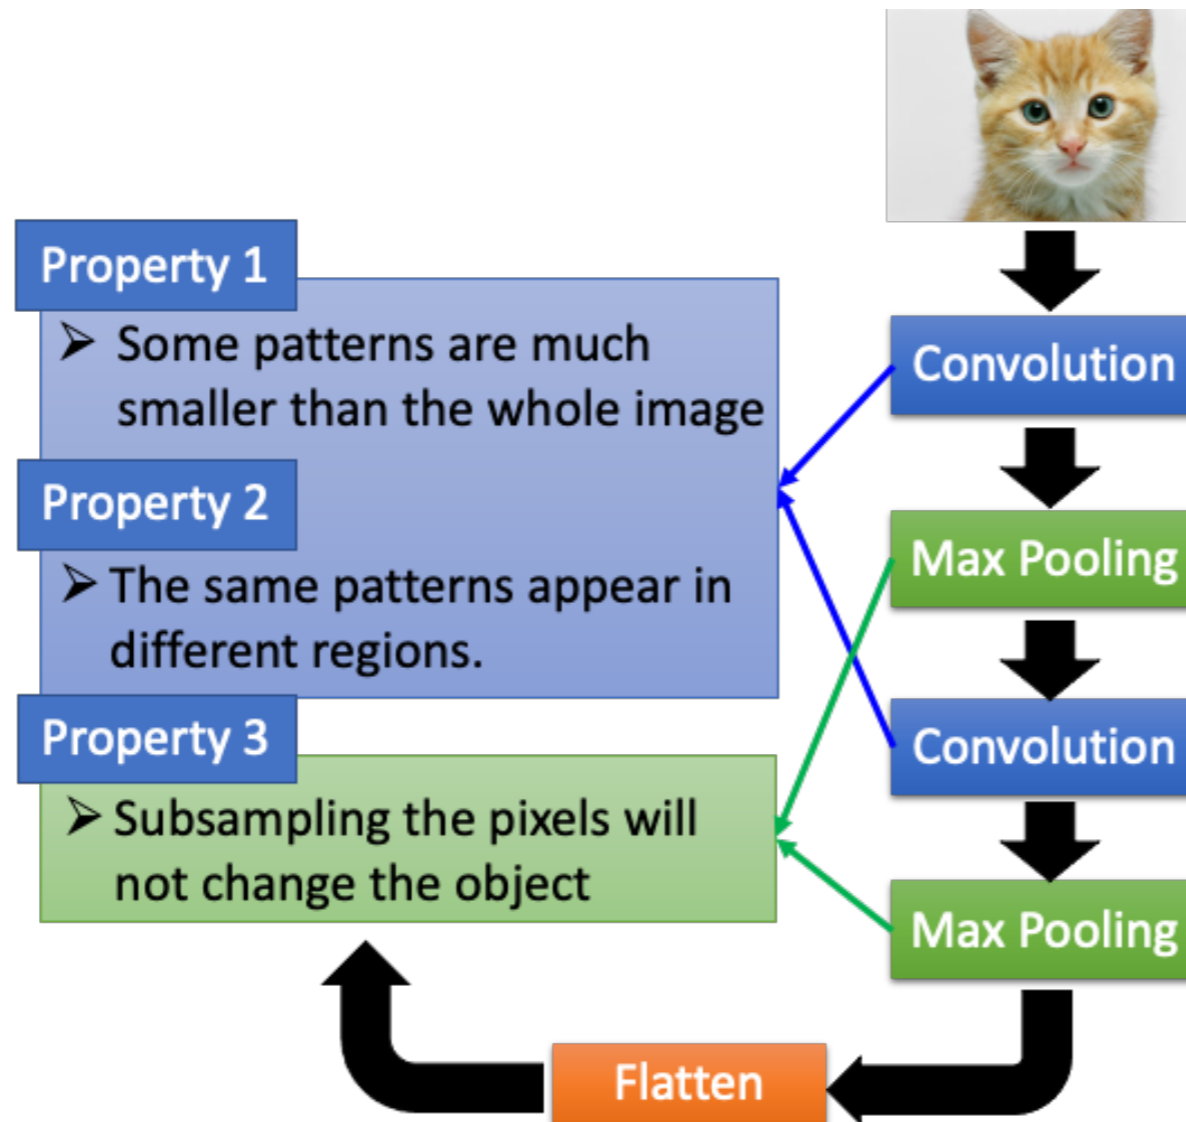 Property 1
➢ Some patterns are much
smaller than the whole image
Property 2
➢ The same patterns appear in
different regions.
Property 3
➢ Subsampling the pixels will
not change the object
Convolution
Max Pooling
Convolution
Max Pooling
Flatten